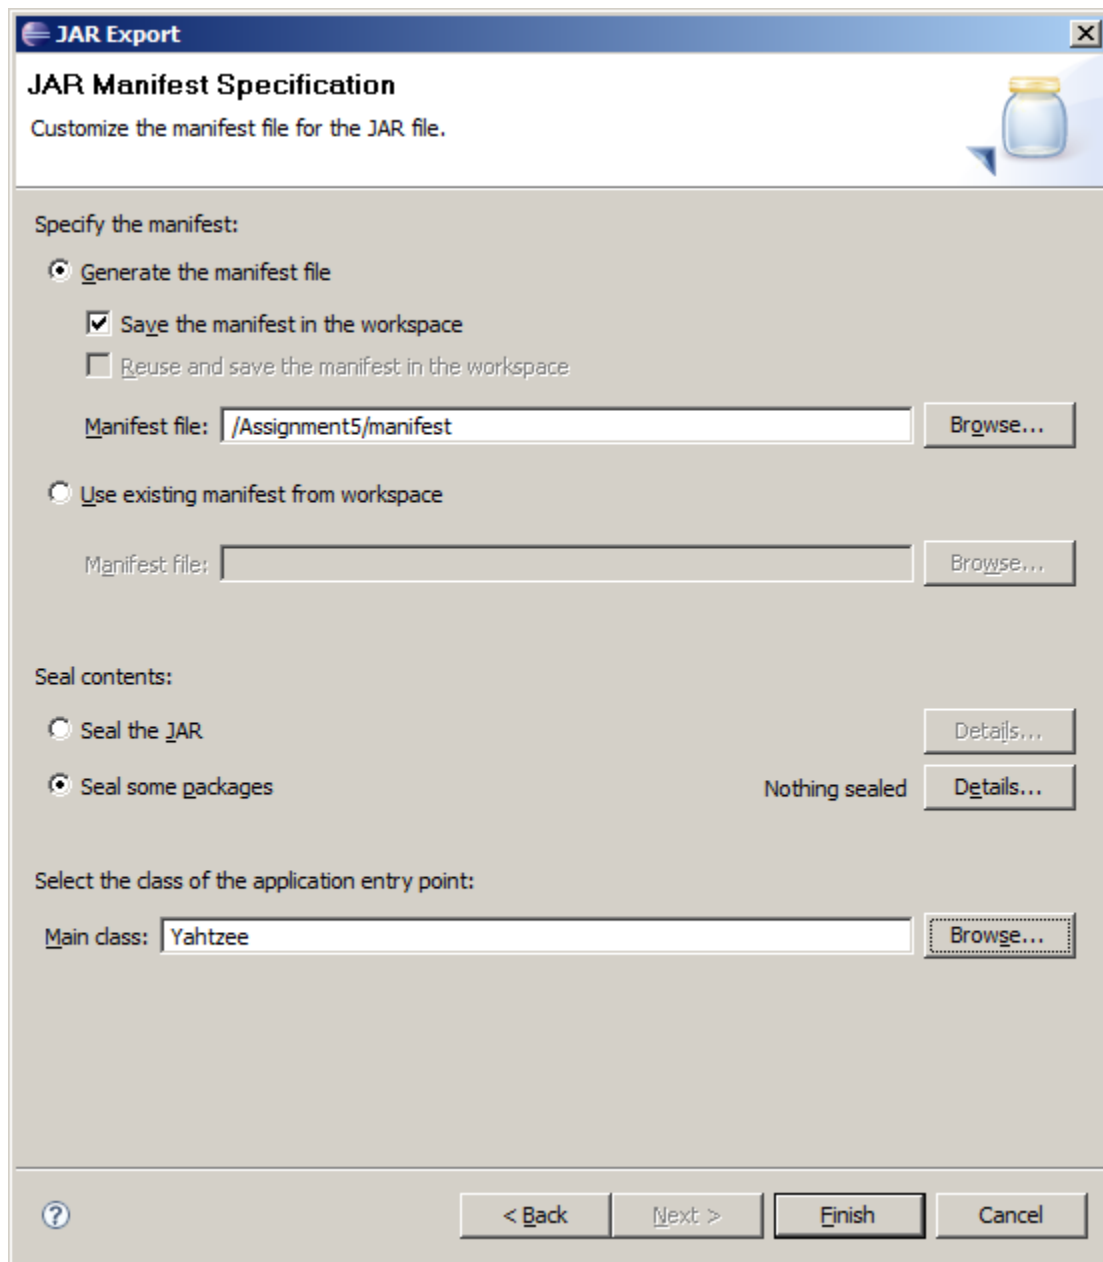 JAR Export
JAR Manifest Specification
Customize the manifest file for the JAR file.
Specify the manifest:
Generate the manifest file
Save the manifest in the workspace
Reuse and save the manifest in the workspace
Manifest file: /Assignment5/manifest Browse...
Use existing manifest from workspace
Manifest file: Browse...
Seal contents:
Seal the JAR Details...
Seal some packages Nothing sealed Details...
Select the class of the application entry point:
Main class: Yahtzee Browse...
? < Back Next > Finish Cancel